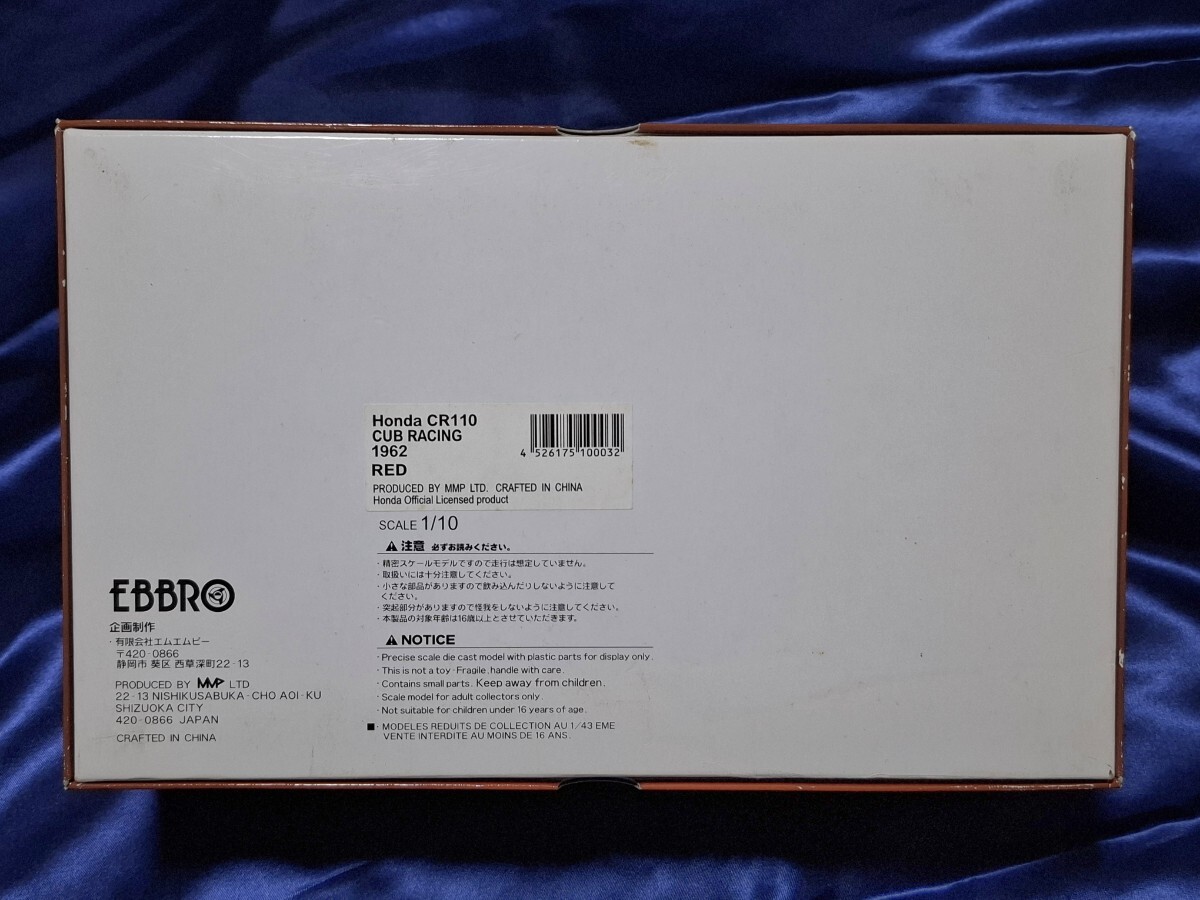 Honda CR110
CUB RACING
1962
RED
4 526175 100032
PRODUCED BY MMP LTD. CRAFTED IN CHINA
Honda Official Licensed product
SCALE 1/10
⚠ 注意 必ずお読みください。
・精密スケールモデルですので走行は想定していません。
・取扱いには十分注意してください。
・小さな部品がありますので飲み込んだりしないように注意して
ください。
・突起部分がありますので怪我をしないように注意してください。
・本製品の対象年齢は16歳以上とさせていただきます。
⚠ NOTICE
・Precise scale die cast model with plastic parts for display only.
・This is not a toy・Fragile, handle with care.
・Contains small parts. Keep away from children.
・Scale model for adult collectors only.
・Not suitable for children under 16 years of age.
■・MODELES REDUITS DE COLLECTION AU 1/43 EME
VENTE INTERDITE AU MOINS DE 16 ANS.
EBBRO
企画制作
・有限会社エムエムピー
〒420-0866
静岡市 葵区 西草深町22-13
PRODUCED BY MMP LTD
22-13 NISHIKUSABUKA-CHO AOI-KU
SHIZUOKA CITY
420-0866 JAPAN
CRAFTED IN CHINA